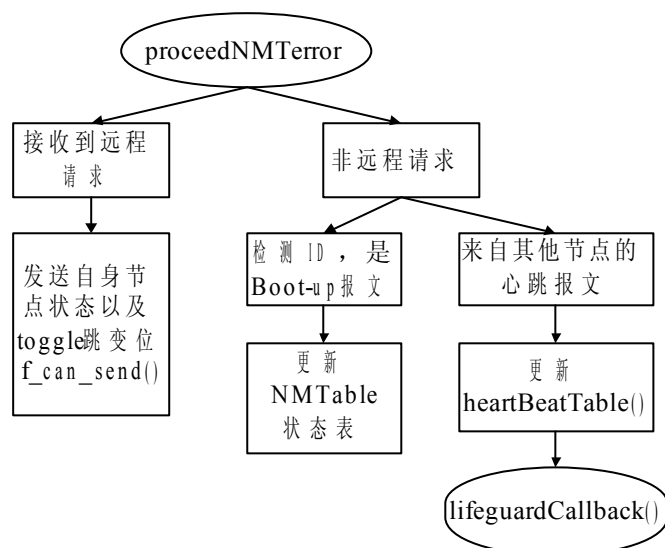 proceedNMTerror
接收到远程
请求
非远程请求
发送自身节
点状态以及
toggle跳变位
f_can_send()
检测ID，是
Boot-up报文
来自其他节点的
心跳报文
更新
NMTable
状态表
更新
heartBeatTable()
lifeguardCallback()